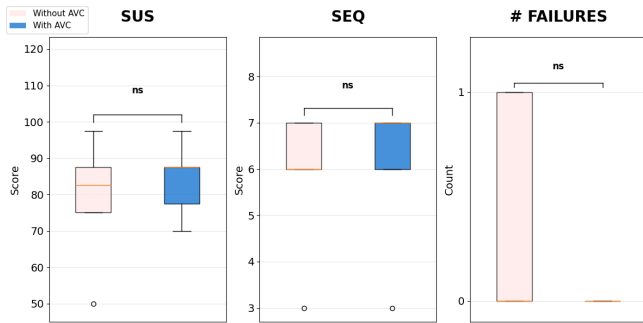 Without AVC
With AVC
SUS
SEQ
# FAILURES
120
110
100
90
80
70
60
50
Score
ns
8
7
6
5
4
3
Score
ns
1
0
Count
ns